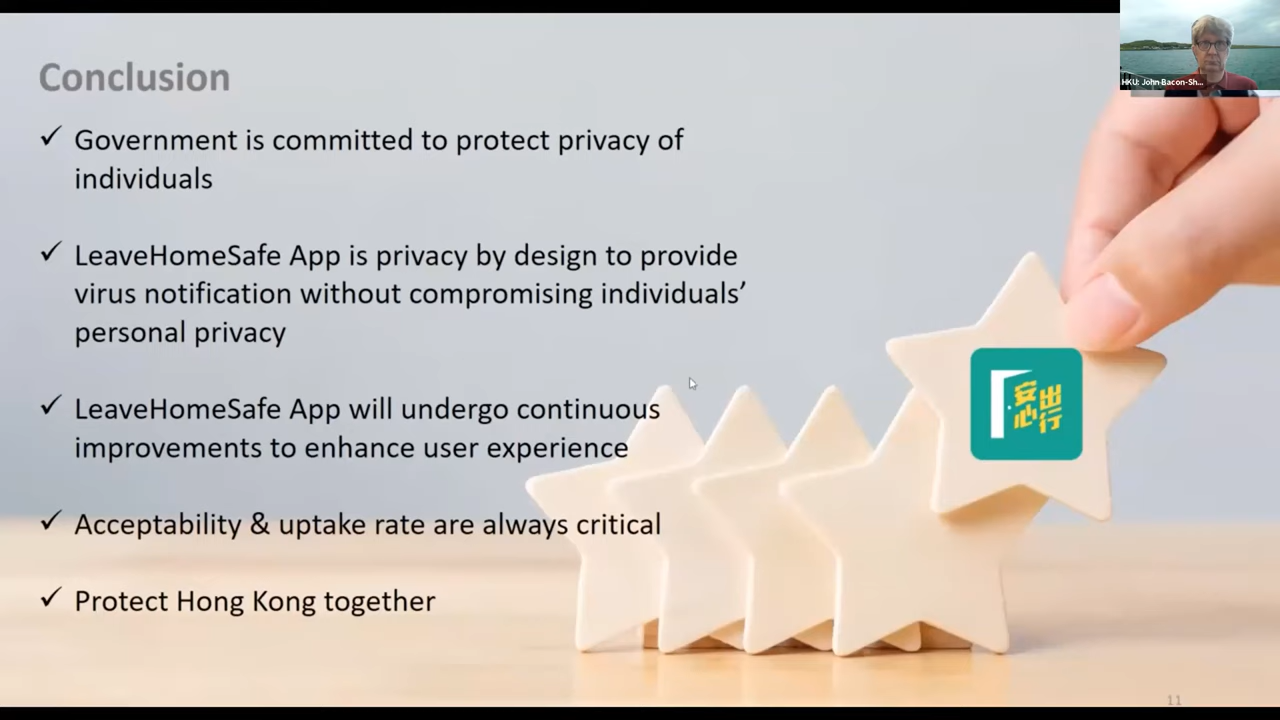 HKU: John Bacon-Sh...
Conclusion
✓ Government is committed to protect privacy of
individuals
✓ LeaveHomeSafe App is privacy by design to provide
virus notification without compromising individuals’
personal privacy
✓ LeaveHomeSafe App will undergo continuous
improvements to enhance user experience
✓ Acceptability & uptake rate are always critical
✓ Protect Hong Kong together
安心
出行
11